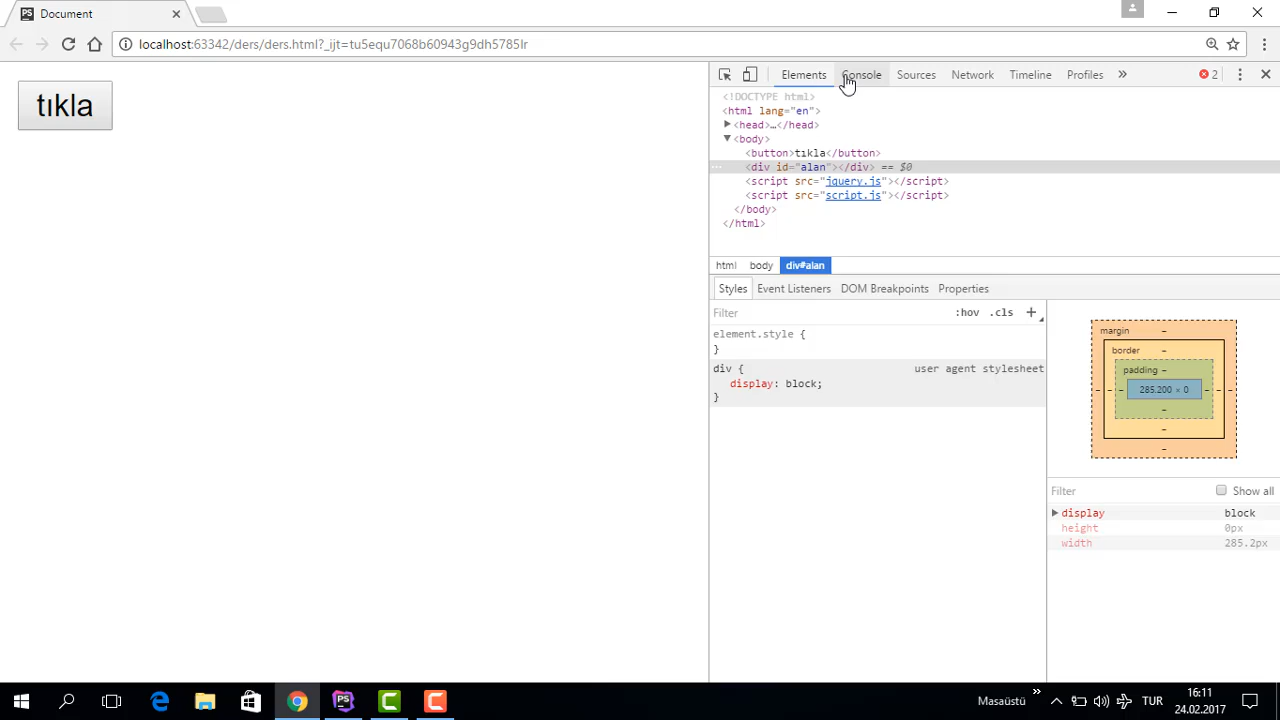 Document
localhost:63342/ders/ders.html?_ijt=tu5equ7068b60943g9dh5785lr
tıkla
Elements Console Sources Network Timeline Profiles » 2
<!DOCTYPE html>
<html lang="en">
<head>…</head>
<body>
<button>tıkla</button>
<div id="alan"></div> == $0
<script src="jquery.js"></script>
<script src="script.js"></script>
</body>
</html>
html body div#alan
Styles Event Listeners DOM Breakpoints Properties
Filter :hov .cls +
element.style {
}
div { user agent stylesheet
display: block;
}
margin –
border –
padding –
– – – 285.200 × 0 – – –
–
–
–
Filter Show all
display block
height 0px
width 285.2px
Masaüstü » TUR 16:11
24.02.2017